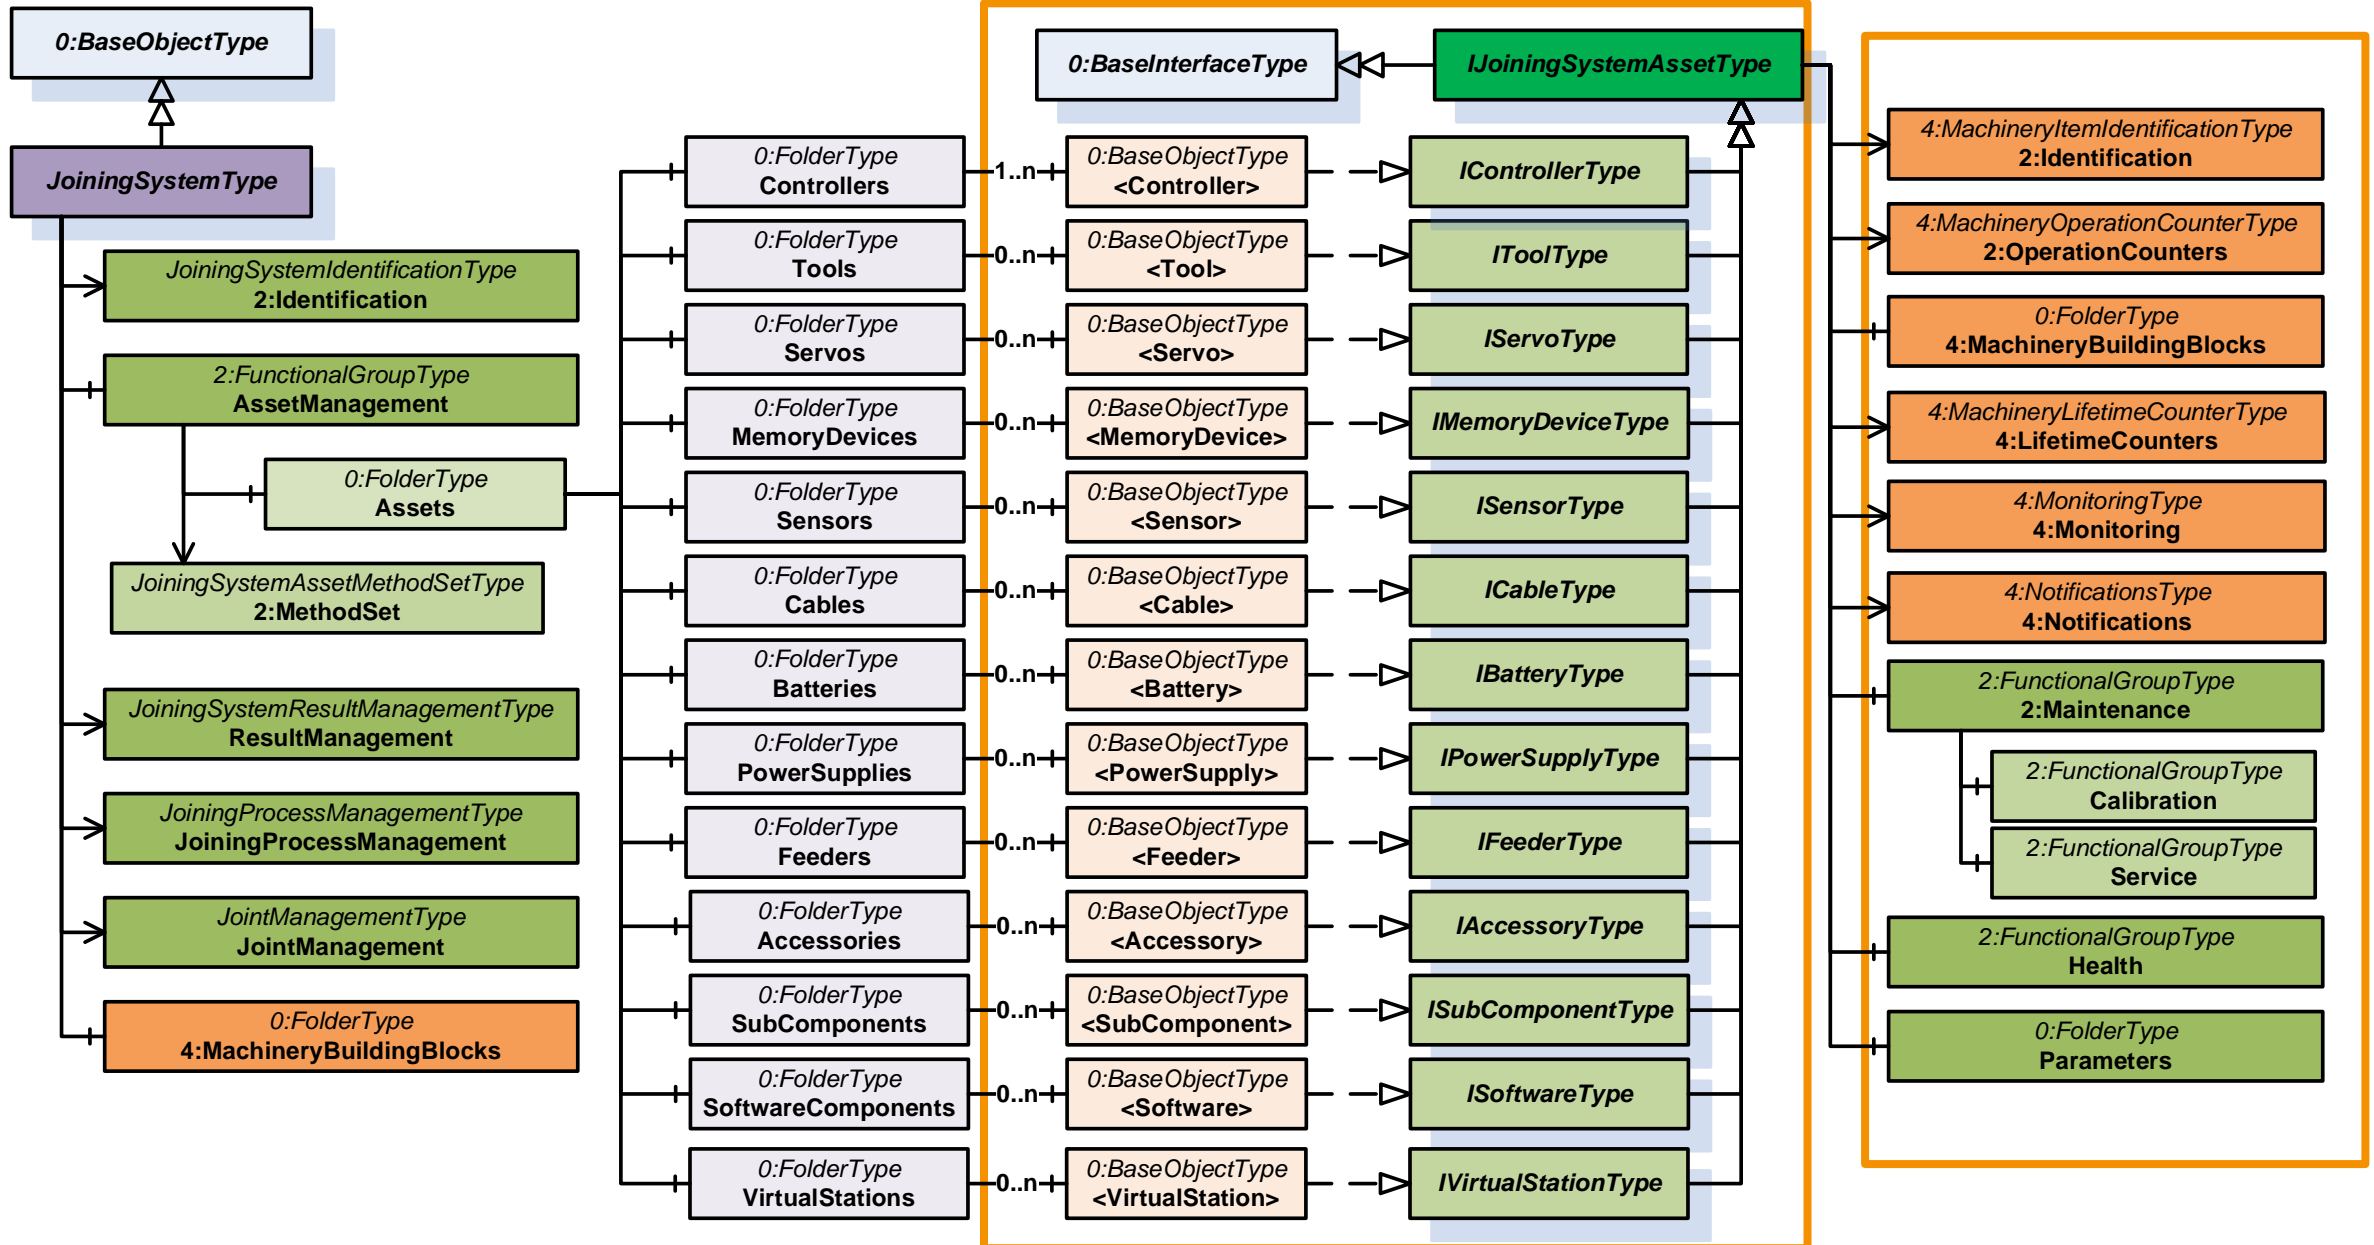 0:BaseObjectType
JoiningSystemType
JoiningSystemIdentificationType
2:Identification
2:FunctionalGroupType
AssetManagement
0:FolderType
Assets
JoiningSystemAssetMethodSetType
2:MethodSet
JoiningSystemResultManagementType
ResultManagement
JoiningProcessManagementType
JoiningProcessManagement
JointManagementType
JointManagement
0:FolderType
4:MachineryBuildingBlocks
0:BaseInterfaceType
IJoiningSystemAssetType
0:FolderType
Controllers
1..n
0:BaseObjectType
<Controller>
IControllerType
0:FolderType
Tools
0..n
0:BaseObjectType
<Tool>
IToolType
0:FolderType
Servos
0..n
0:BaseObjectType
<Servo>
IServoType
0:FolderType
MemoryDevices
0..n
0:BaseObjectType
<MemoryDevice>
IMemoryDeviceType
0:FolderType
Sensors
0..n
0:BaseObjectType
<Sensor>
ISensorType
0:FolderType
Cables
0..n
0:BaseObjectType
<Cable>
ICableType
0:FolderType
Batteries
0..n
0:BaseObjectType
<Battery>
IBatteryType
0:FolderType
PowerSupplies
0..n
0:BaseObjectType
<PowerSupply>
IPowerSupplyType
0:FolderType
Feeders
0..n
0:BaseObjectType
<Feeder>
IFeederType
0:FolderType
Accessories
0..n
0:BaseObjectType
<Accessory>
IAccessoryType
0:FolderType
SubComponents
0..n
0:BaseObjectType
<SubComponent>
ISubComponentType
0:FolderType
SoftwareComponents
0..n
0:BaseObjectType
<Software>
ISoftwareType
0:FolderType
VirtualStations
0..n
0:BaseObjectType
<VirtualStation>
IVirtualStationType
4:MachineryItemIdentificationType
2:Identification
4:MachineryOperationCounterType
2:OperationCounters
0:FolderType
4:MachineryBuildingBlocks
4:MachineryLifetimeCounterType
4:LifetimeCounters
4:MonitoringType
4:Monitoring
4:NotificationsType
4:Notifications
2:FunctionalGroupType
2:Maintenance
2:FunctionalGroupType
Calibration
2:FunctionalGroupType
Service
2:FunctionalGroupType
Health
0:FolderType
Parameters